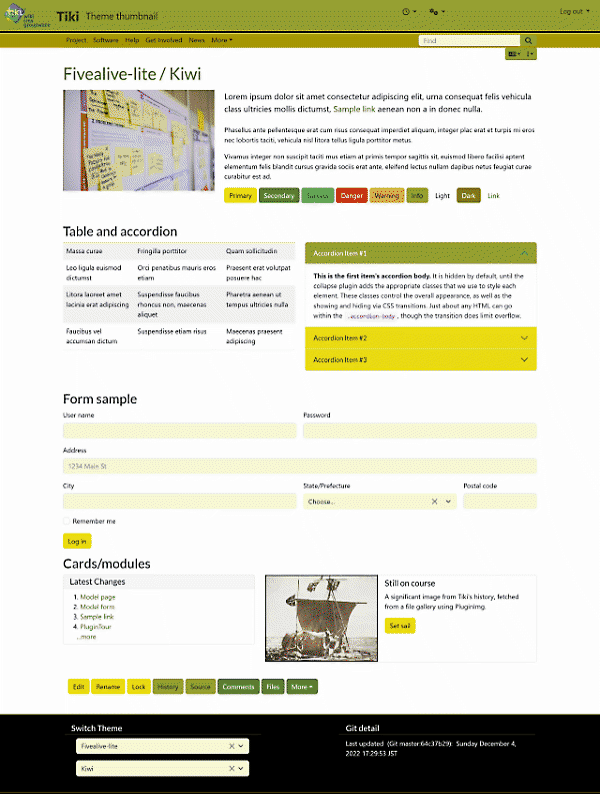 Tiki Theme thumbnail
Log out
Project Software Help Get Involved News More
Find
Fivealive-lite / Kiwi
Lorem ipsum dolor sit amet consectetur adipiscing elit, urna consequat felis vehicula
class ultricies mollis dictumst, Sample link aenean non a in donec nulla.
Phasellus ante pellentesque erat cum risus consequat imperdiet aliquam, integer plac erat et turpis mi eros
nec lobortis taciti, vehicula nisl litora tellus ligula porttitor metus.
Vivamus integer non suscipit taciti mus etiam at primis tempor sagittis sit, euismod libero facilisi aptent
elementum felis blandit cursus gravida sociis erat ante, eleifend lectus nullam dapibus netus feugiat curae
curabitur est ad.
Primary Secondary Success Danger Warning Info Light Dark Link
Table and accordion
Massa curae Fringilla porttitor Quam sollicitudin
Leo ligula euismod Orci penatibus mauris eros Praesent erat volutpat
dictumst etiam posuere hac
Litora laoreet amet Suspendisse faucibus Pharetra aenean ut
lacinia erat adipiscing rhoncus non, maecenas tempus ultricies nulla
aliquet
Faucibus vel Suspendisse etiam risus Maecenas praesent
accumsan dictum adipiscing
Accordion Item #1
This is the first item's accordion body. It is hidden by default, until the
collapse plugin adds the appropriate classes that we use to style each
element. These classes control the overall appearance, as well as the
showing and hiding via CSS transitions. Just about any HTML can go
within the .accordion-body, though the transition does limit overflow.
Accordion Item #2
Accordion Item #3
Form sample
User name Password
Address
1234 Main St
City State/Prefecture Postal code
Choose...
Remember me
Log in
Cards/modules
Latest Changes
1. Model page
2. Model form
3. Sample link
4. PluginTour
...more
Still on course
A significant image from Tiki's history, fetched
from a file gallery using PluginImg.
Set sail
Edit Rename Lock History Source Comments Files More
Switch Theme
Fivealive-lite
Kiwi
Git detail
Last updated (Git master:64c37b29): Sunday December 4,
2022 17:29:53 JST